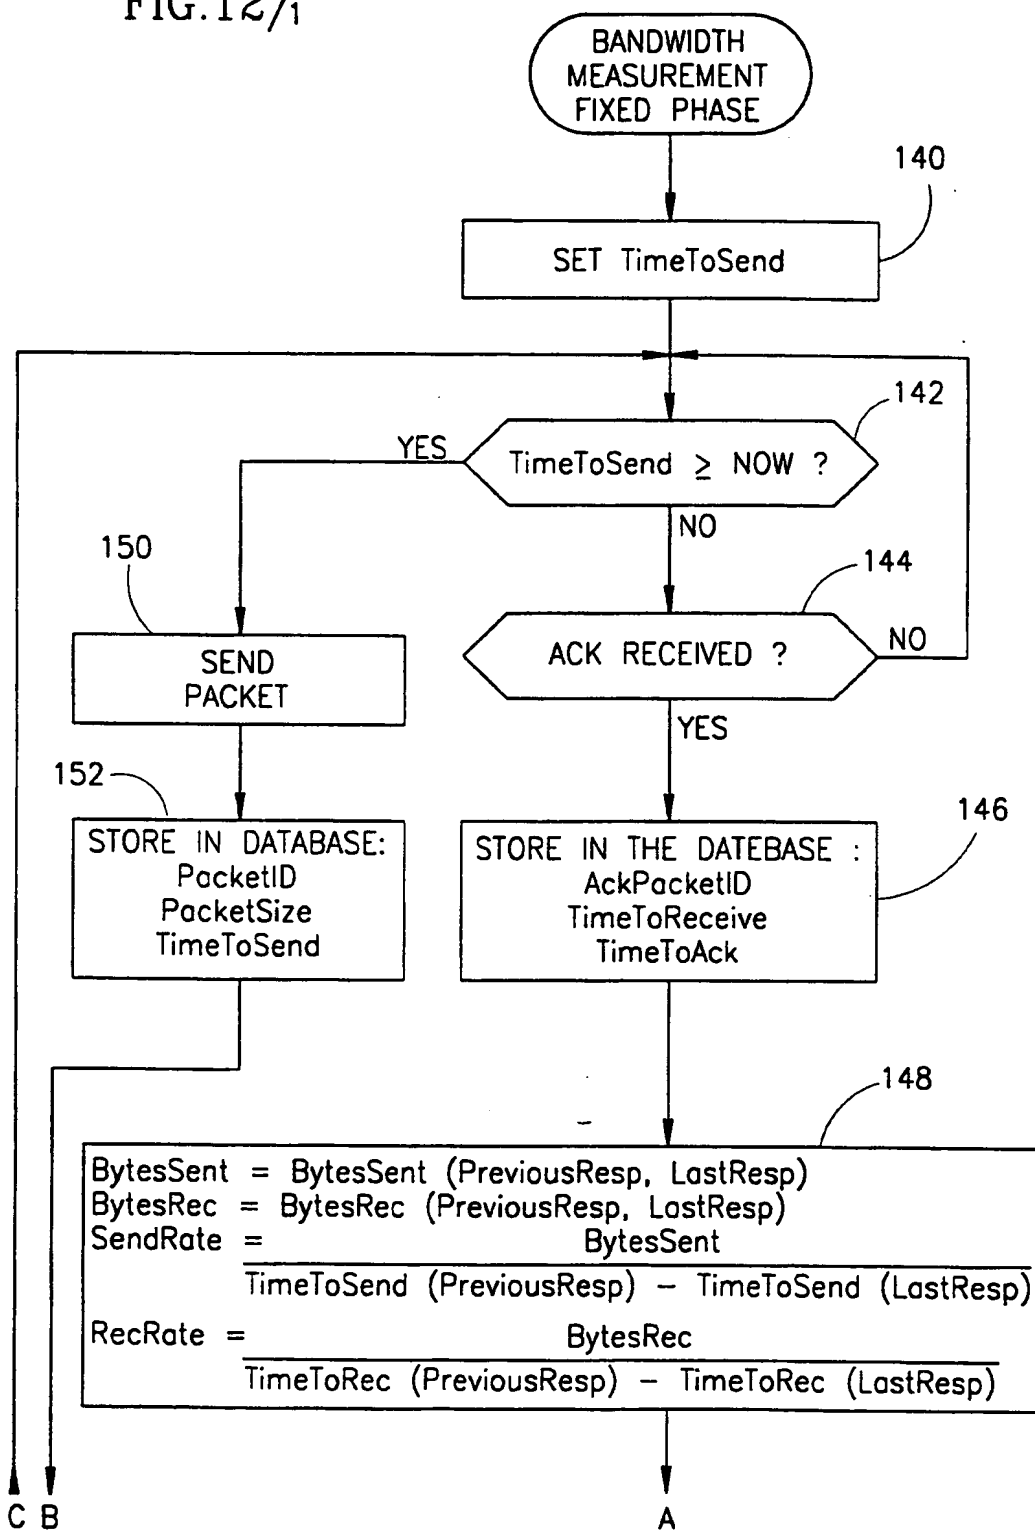 FIG.12/1
BANDWIDTH
MEASUREMENT
FIXED PHASE
140
SET TimeToSend
142
YES
TimeToSend ≥ NOW ?
NO
150
144
SEND
PACKET
ACK RECEIVED ?
NO
YES
152
146
STORE IN DATABASE:
PacketID
PacketSize
TimeToSend
STORE IN THE DATEBASE :
AckPacketID
TimeToReceive
TimeToAck
148
BytesSent = BytesSent (PreviousResp, LastResp)
BytesRec = BytesRec (PreviousResp, LastResp)
SendRate = BytesSent
TimeToSend (PreviousResp) – TimeToSend (LastResp)
RecRate = BytesRec
TimeToRec (PreviousResp) – TimeToRec (LastResp)
C B A